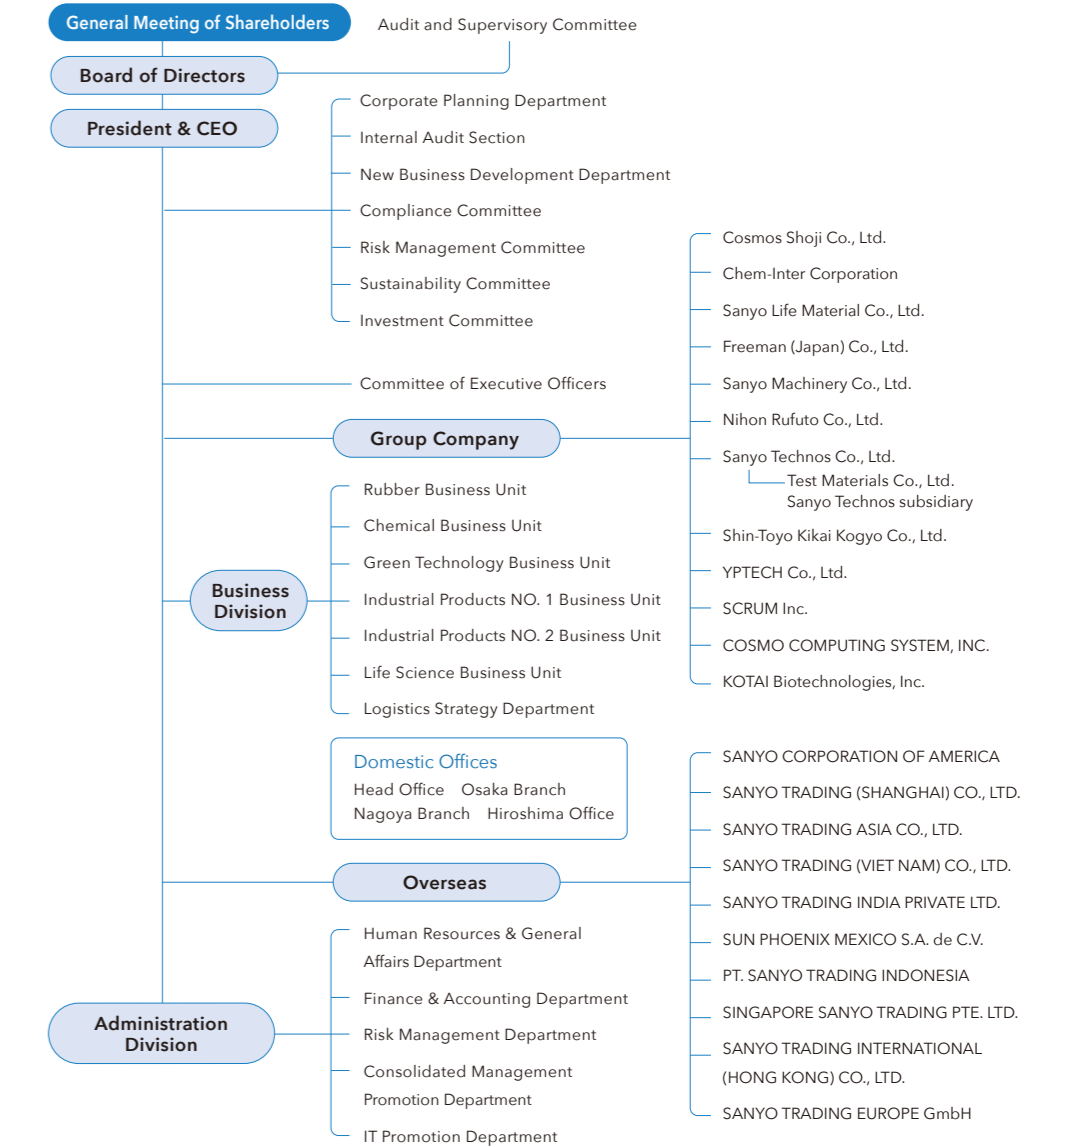 General Meeting of Shareholders
Audit and Supervisory Committee
Board of Directors
President & CEO
Corporate Planning Department
Internal Audit Section
New Business Development Department
Compliance Committee
Risk Management Committee
Sustainability Committee
Investment Committee
Committee of Executive Officers
Group Company
Cosmos Shoji Co., Ltd.
Chem-Inter Corporation
Sanyo Life Material Co., Ltd.
Freeman (Japan) Co., Ltd.
Sanyo Machinery Co., Ltd.
Nihon Rufuto Co., Ltd.
Sanyo Technos Co., Ltd.
Test Materials Co., Ltd.
Sanyo Technos subsidiary
Shin-Toyo Kikai Kogyo Co., Ltd.
YPTECH Co., Ltd.
SCRUM Inc.
COSMO COMPUTING SYSTEM, INC.
KOTAI Biotechnologies, Inc.
Business
Division
Rubber Business Unit
Chemical Business Unit
Green Technology Business Unit
Industrial Products NO. 1 Business Unit
Industrial Products NO. 2 Business Unit
Life Science Business Unit
Logistics Strategy Department
Domestic Offices
Head Office Osaka Branch
Nagoya Branch Hiroshima Office
Overseas
SANYO CORPORATION OF AMERICA
SANYO TRADING (SHANGHAI) CO., LTD.
SANYO TRADING ASIA CO., LTD.
SANYO TRADING (VIET NAM) CO., LTD.
SANYO TRADING INDIA PRIVATE LTD.
SUN PHOENIX MEXICO S.A. de C.V.
PT. SANYO TRADING INDONESIA
SINGAPORE SANYO TRADING PTE. LTD.
SANYO TRADING INTERNATIONAL
(HONG KONG) CO., LTD.
SANYO TRADING EUROPE GmbH
Administration
Division
Human Resources & General
Affairs Department
Finance & Accounting Department
Risk Management Department
Consolidated Management
Promotion Department
IT Promotion Department